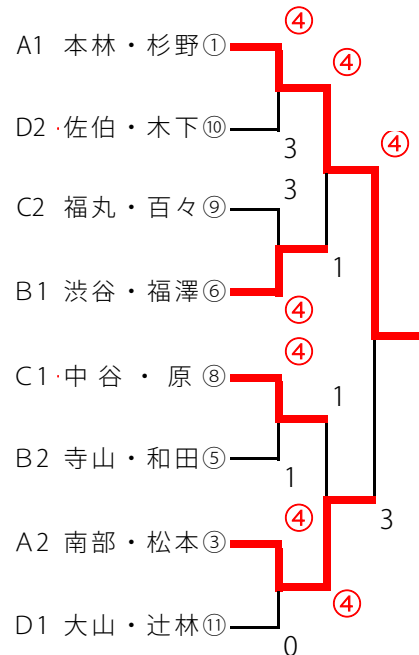 ④
A1 本林・杉野①
④
④
D2 佐伯・木下⑩
3
3
C2 福丸・百々⑨
1
B1 渋谷・福澤⑥
④
④
C1 中谷・原⑧
1
B2 寺山・和田⑤
1
④
3
A2 南部・松本③
④
D1 大山・辻林⑪
0